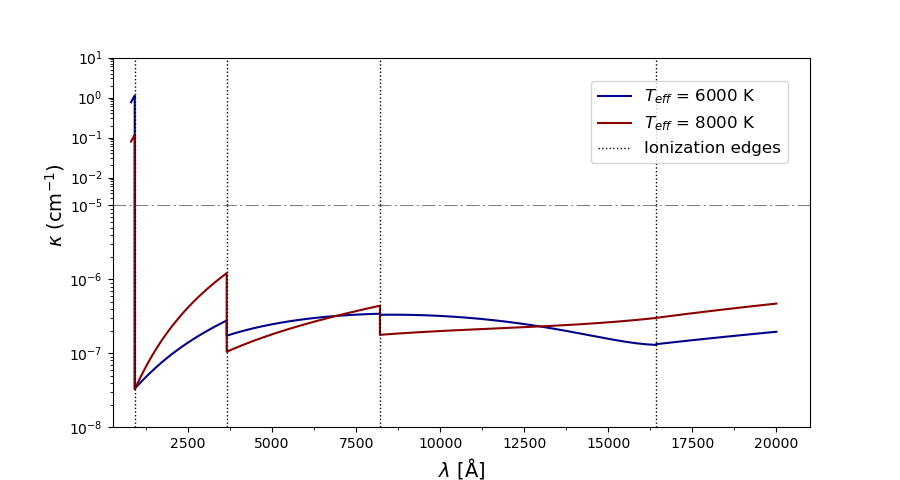 10¹
10⁰
10⁻¹
10⁻²
10⁻⁵
10⁻⁶
10⁻⁷
10⁻⁸
κ (cm⁻¹)
T_eff = 6000 K
T_eff = 8000 K
Ionization edges
2500 5000 7500 10000 12500 15000 17500 20000
λ [Å]